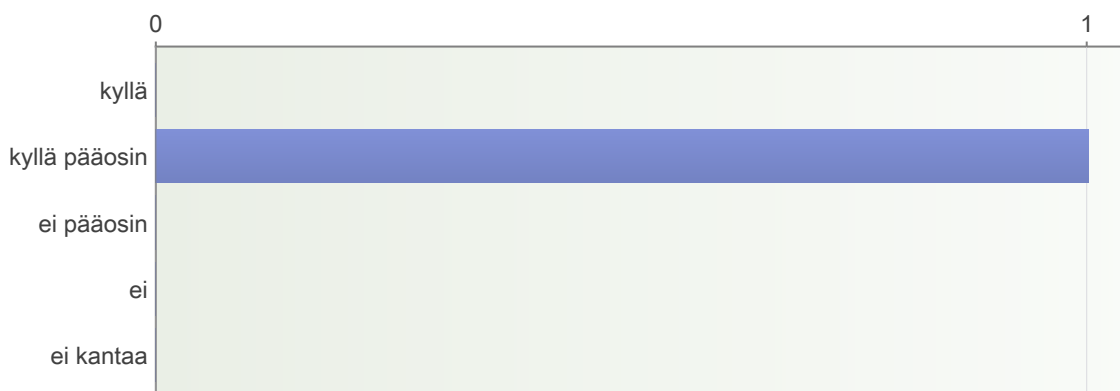 0 1
kyllä
kyllä pääosin
ei pääosin
ei
ei kantaa